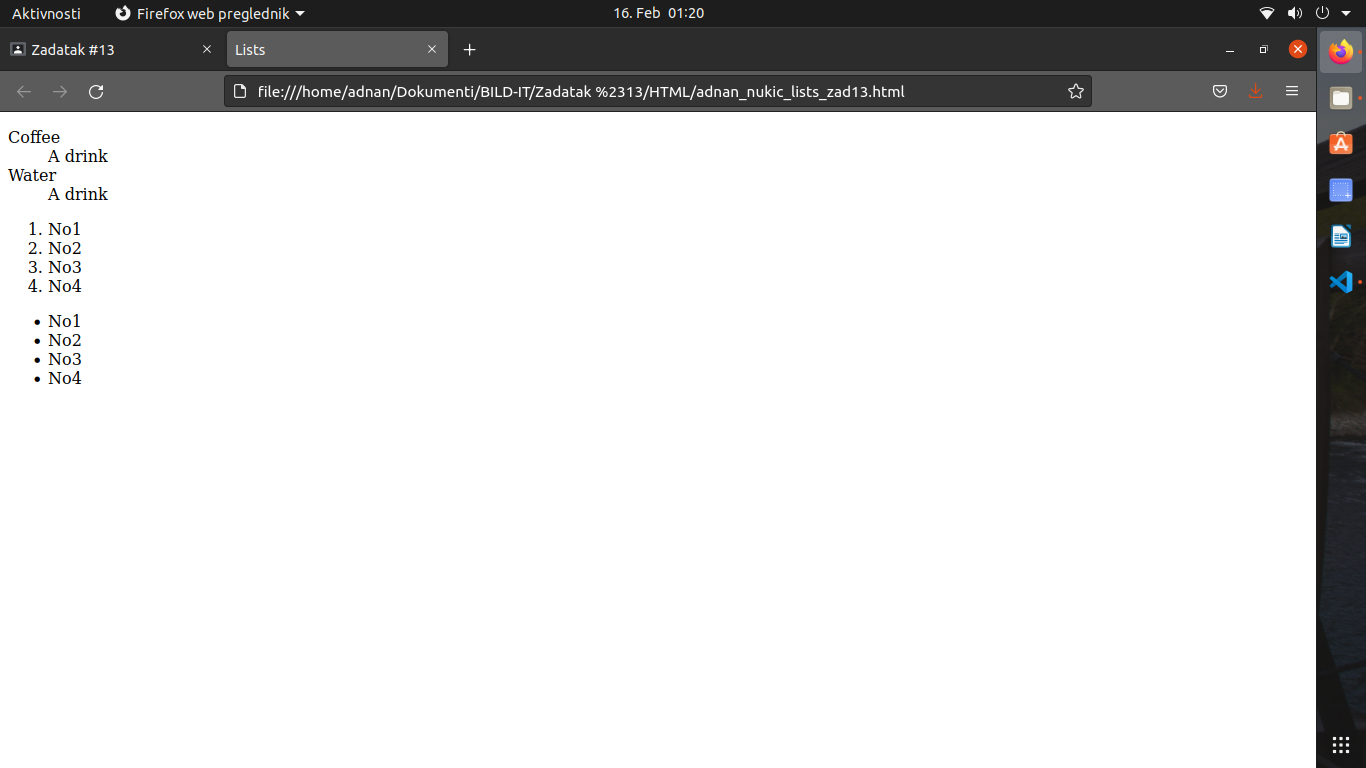 Aktivnosti Firefox web preglednik 16. Feb 01:20
Zadatak #13 Lists
file:///home/adnan/Dokumenti/BILD-IT/Zadatak %2313/HTML/adnan_nukic_lists_zad13.html
Coffee
A drink
Water
A drink
1. No1
2. No2
3. No3
4. No4
• No1
• No2
• No3
• No4